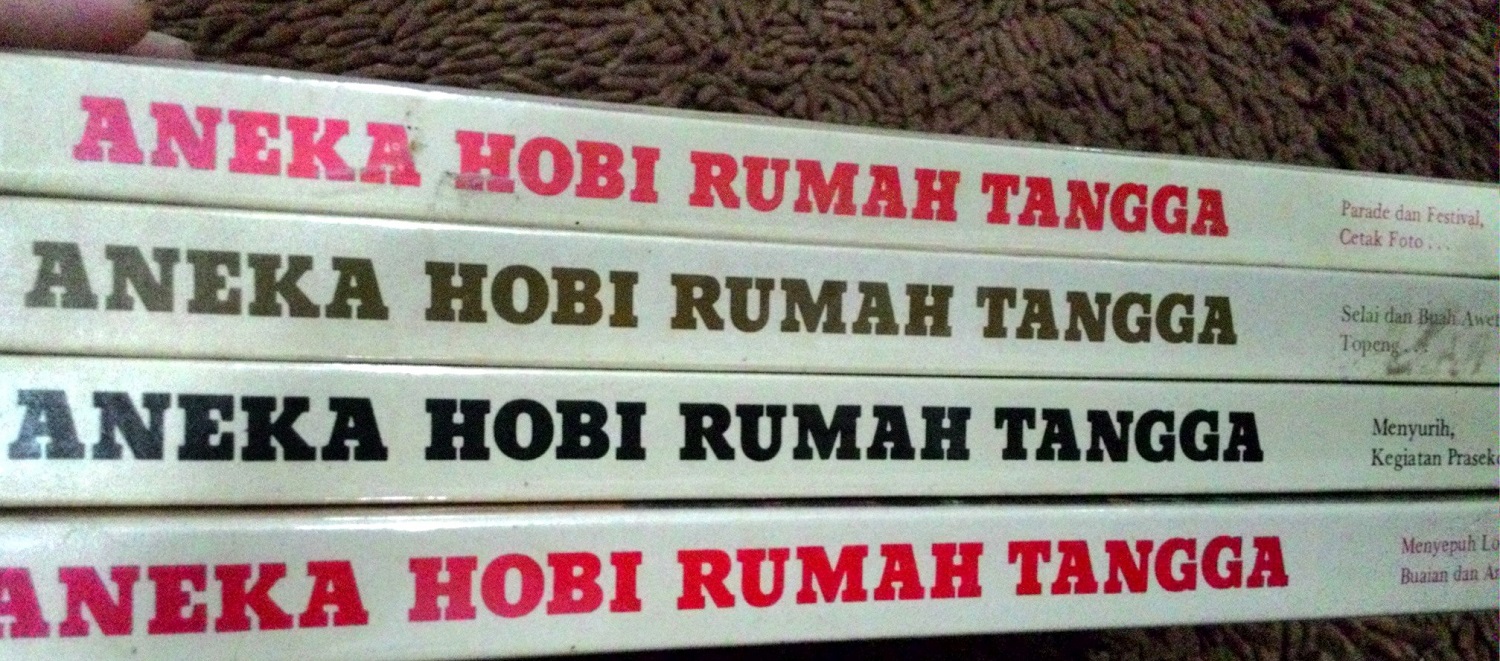 ANEKA HOBI RUMAH TANGGA
Parade dan Festival,
Cetak Foto . . .
ANEKA HOBI RUMAH TANGGA
Selai dan Buah
Topeng . . .
ANEKA HOBI RUMAH TANGGA
Menyurih,
Kegiatan
ANEKA HOBI RUMAH TANGGA
Menyepuh
Buaian dan